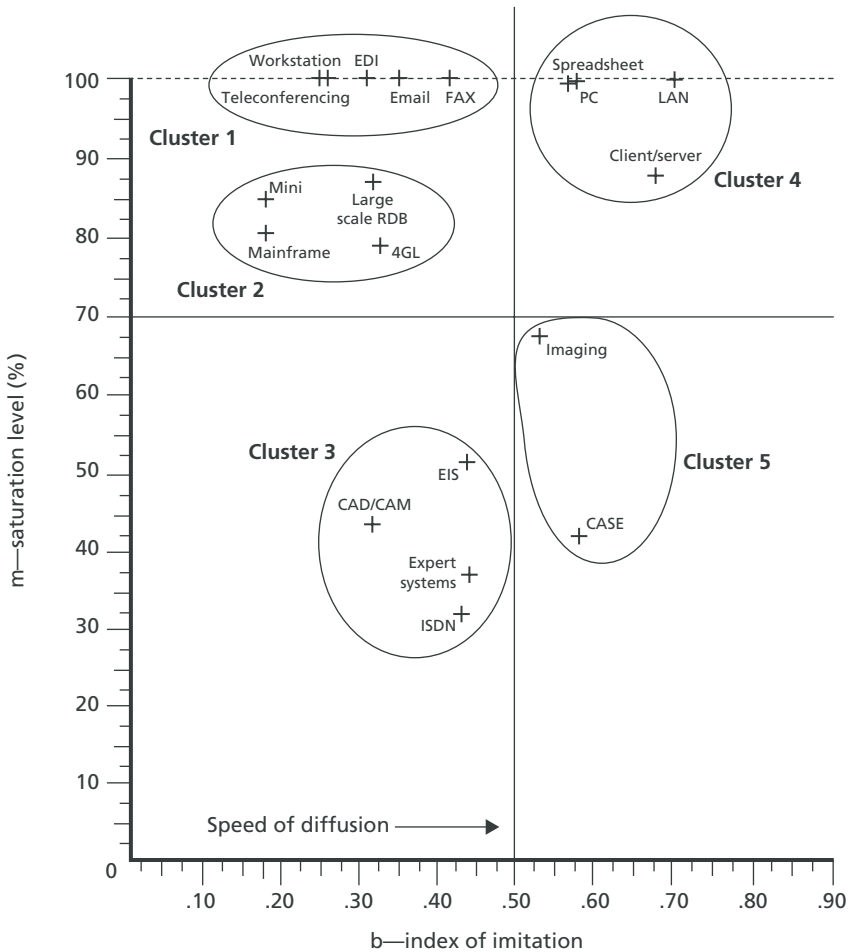 Workstation EDI
Spreadsheet
100
Teleconferencing Email FAX
PC LAN
Cluster 1
90
Client/server
Cluster 4
Mini
Large
scale RDB
80
Mainframe 4GL
Cluster 2
70
Imaging
60
m—saturation level (%)
Cluster 3
Cluster 5
50
EIS
CAD/CAM
CASE
40
Expert
systems
30
ISDN
20
10
Speed of diffusion
0
.10 .20 .30 .40 .50 .60 .70 .80 .90
b—index of imitation